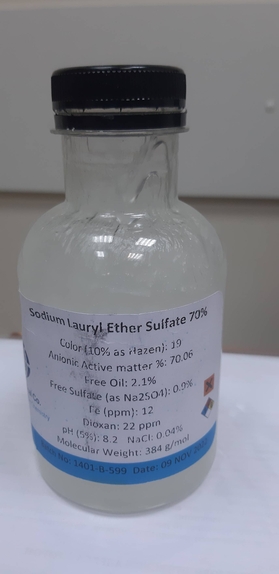 Sodium Lauryl Ether Sulfate 70%
Color (10% as Hazen): 19
Anionic Active matter %: 70.06
Free Oil: 2.1%
Free Sulfate (as Na2SO4): 0.9%
Fe (ppm): 12
Dioxan: 22 ppm
pH (5%): 8.2 NaCl: 0.04%
Molecular Weight: 384 g/mol
No: 1401-B-599 Date: 09 NOV